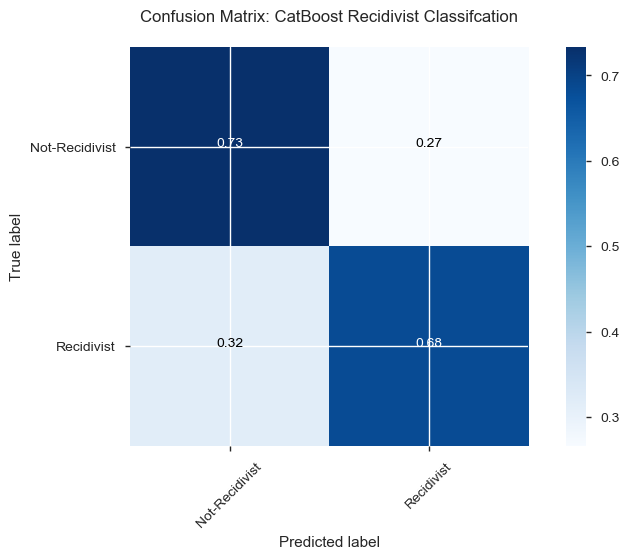 Confusion Matrix: CatBoost Recidivist Classifcation
0.7
Not-Recidivist
0.73
0.27
0.6
True label
0.5
0.4
Recidivist
0.32
0.68
0.3
Not-Recidivist
Recidivist
Predicted label